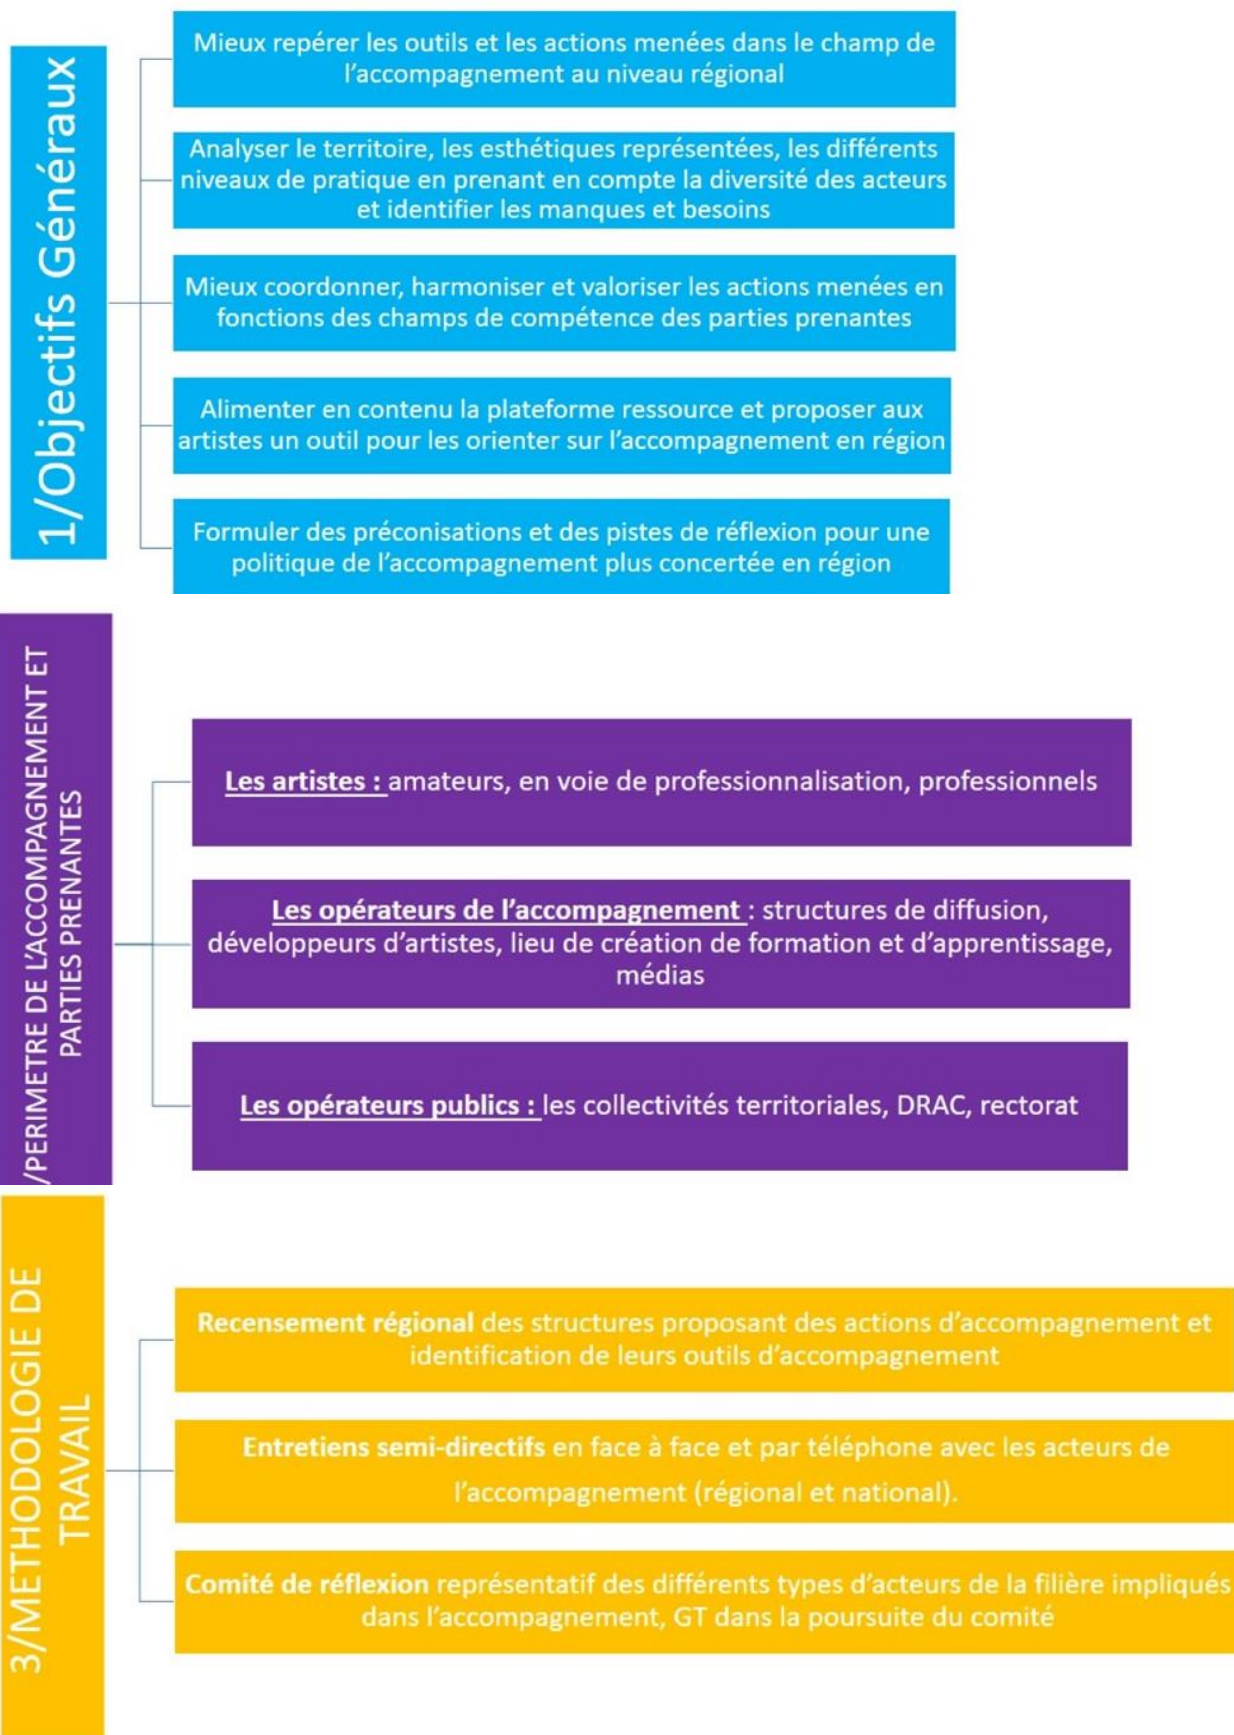 1/Objectifs Généraux
Mieux repérer les outils et les actions menées dans le champ de
l'accompagnement au niveau régional
Analyser le territoire, les esthétiques représentées, les différents
niveaux de pratique en prenant en compte la diversité des acteurs
et identifier les manques et besoins
Mieux coordonner, harmoniser et valoriser les actions menées en
fonctions des champs de compétence des parties prenantes
Alimenter en contenu la plateforme ressource et proposer aux
artistes un outil pour les orienter sur l'accompagnement en région
Formuler des préconisations et des pistes de réflexion pour une
politique de l'accompagnement plus concertée en région
/PERIMETRE DE L'ACCOMPAGNEMENT ET
PARTIES PRENANTES
Les artistes : amateurs, en voie de professionnalisation, professionnels
Les opérateurs de l'accompagnement : structures de diffusion,
développeurs d'artistes, lieu de création de formation et d'apprentissage,
médias
Les opérateurs publics : les collectivités territoriales, DRAC, rectorat
3/METHODOLOGIE DE
TRAVAIL
Recensement régional des structures proposant des actions d'accompagnement et
identification de leurs outils d'accompagnement
Entretiens semi-directifs en face à face et par téléphone avec les acteurs de
l'accompagnement (régional et national).
Comité de réflexion représentatif des différents types d'acteurs de la filière impliqués
dans l'accompagnement, GT dans la poursuite du comité